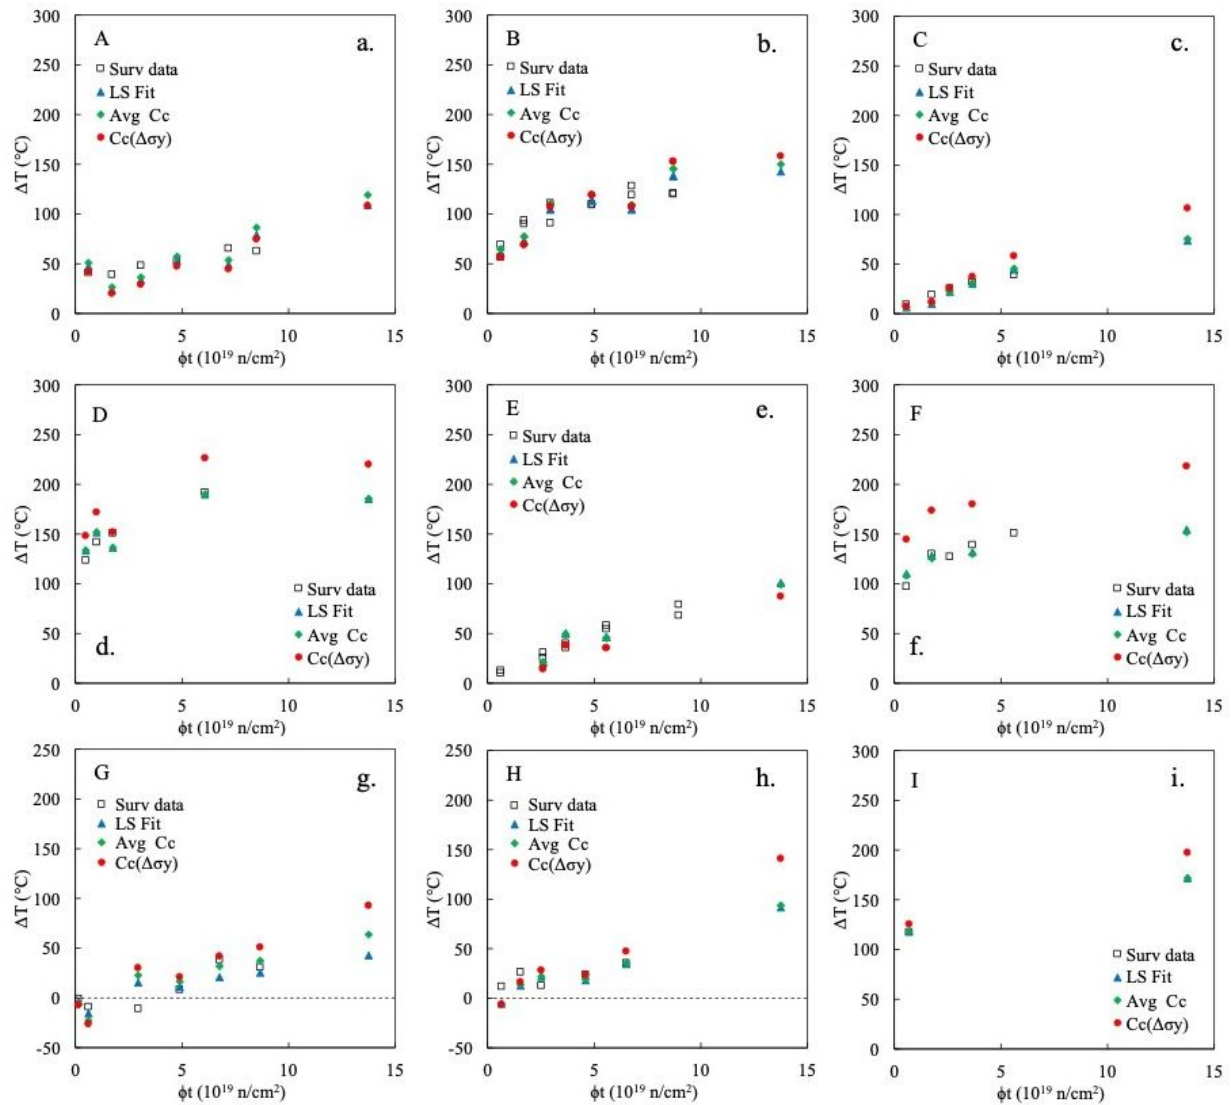 300
250
200
150
100
50
0
ΔT (°C)
A
a.
Surv data
LS Fit
Avg Cc
Cc(Δσy)
0
5
10
15
ϕt (10¹⁹ n/cm²)
300
250
200
150
100
50
0
ΔT (°C)
B
b.
Surv data
LS Fit
Avg Cc
Cc(Δσy)
0
5
10
15
ϕt (10¹⁹ n/cm²)
300
250
200
150
100
50
0
ΔT (°C)
C
c.
Surv data
LS Fit
Avg Cc
Cc(Δσy)
0
5
10
15
ϕt (10¹⁹ n/cm²)
300
250
200
150
100
50
0
ΔT (°C)
D
Surv data
LS Fit
Avg Cc
Cc(Δσy)
d.
0
5
10
15
ϕt (10¹⁹ n/cm²)
300
250
200
150
100
50
0
ΔT (°C)
E
e.
Surv data
LS Fit
Avg Cc
Cc(Δσy)
0
5
10
15
ϕt (10¹⁹ n/cm²)
300
250
200
150
100
50
0
ΔT (°C)
F
Surv data
LS Fit
Avg Cc
Cc(Δσy)
f.
0
5
10
15
ϕt (10¹⁹ n/cm²)
250
200
150
100
50
0
-50
ΔT (°C)
G
g.
Surv data
LS Fit
Avg Cc
Cc(Δσy)
0
5
10
15
ϕt (10¹⁹ n/cm²)
250
200
150
100
50
0
-50
ΔT (°C)
H
h.
Surv data
LS Fit
Avg Cc
Cc(Δσy)
0
5
10
15
ϕt (10¹⁹ n/cm²)
300
250
200
150
100
50
0
ΔT (°C)
I
i.
Surv data
LS Fit
Avg Cc
Cc(Δσy)
0
5
10
15
ϕt (10¹⁹ n/cm²)